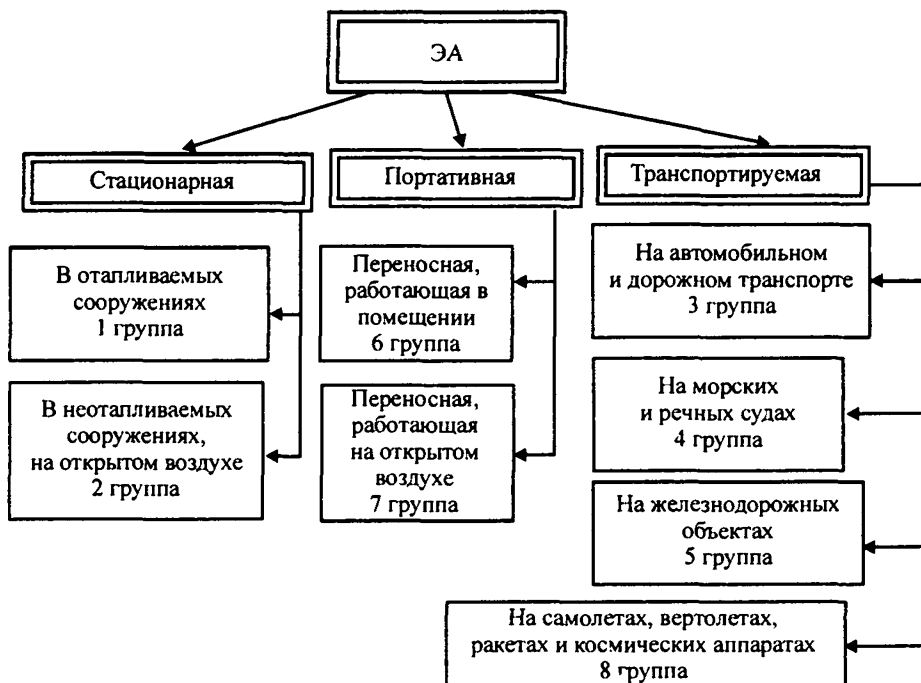 ЭА
Стационарная
Портативная
Транспортируемая
В отапливаемых
сооружениях
1 группа
В неотапливаемых
сооружениях,
на открытом воздухе
2 группа
Переносная,
работающая в
помещении
6 группа
Переносная,
работающая
на открытом
воздухе
7 группа
На автомобильном
и дорожном транспорте
3 группа
На морских
и речных судах
4 группа
На железнодорожных
объектах
5 группа
На самолетах, вертолетах,
ракетах и космических аппаратах
8 группа